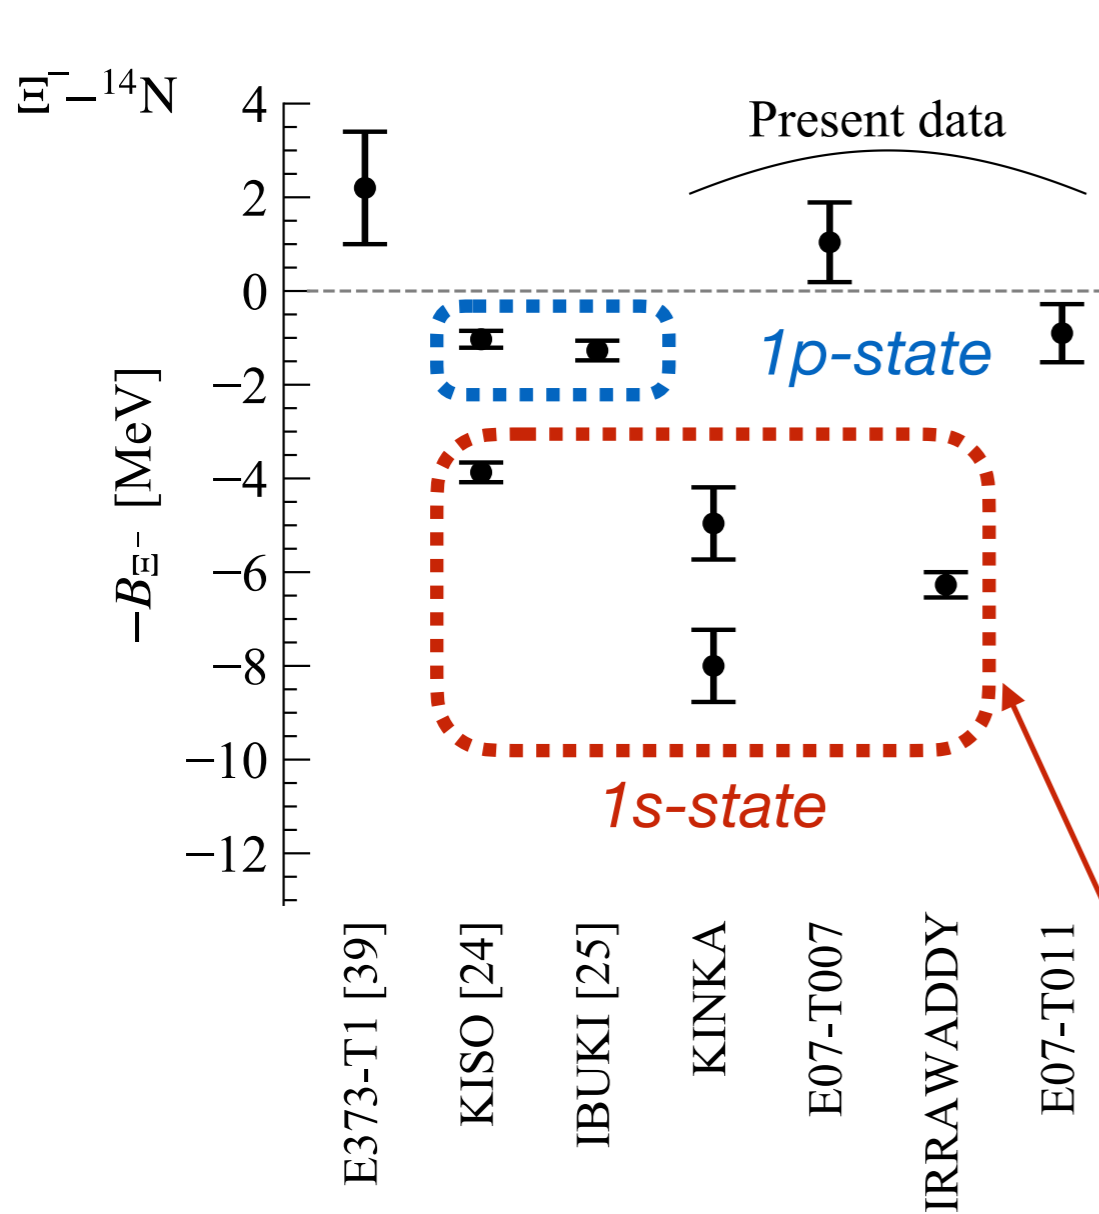 Ξ⁻−¹⁴N
Present data
4
2
0
−2
−4
−6
−8
−10
−12
−B_Ξ⁻ [MeV]
1p-state
1s-state
E373-T1 [39]
KISO [24]
IBUKI [25]
KINKA
E07-T007
IRRAWADDY
E07-T011